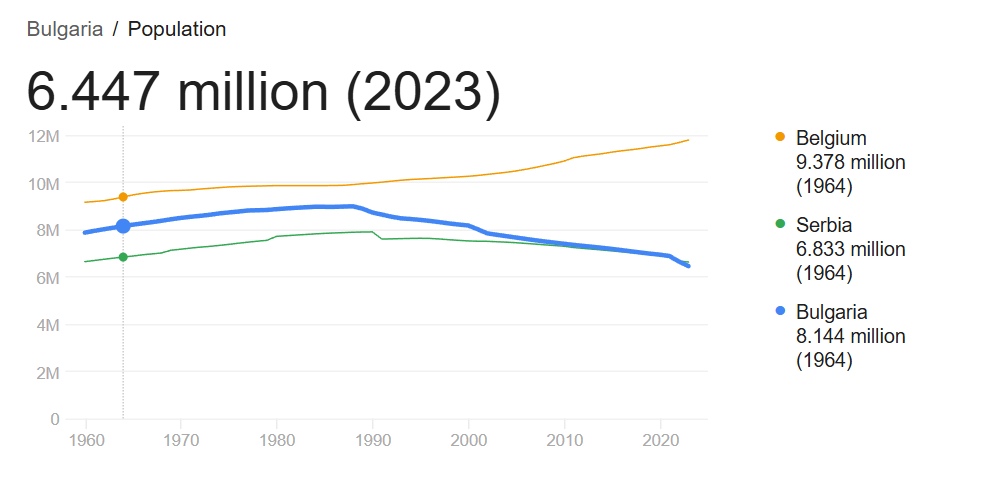 Bulgaria / Population
6.447 million (2023)
12M
10M
8M
6M
4M
2M
0
1960 1970 1980 1990 2000 2010 2020
Belgium
9.378 million
(1964)
Serbia
6.833 million
(1964)
Bulgaria
8.144 million
(1964)